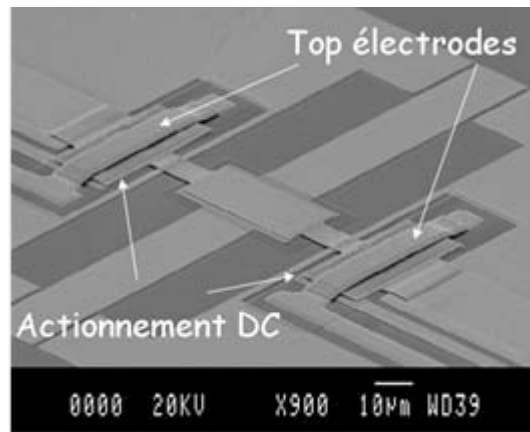 Top électrodes
Actionnement DC
0000 20KV X900 10µm WD39